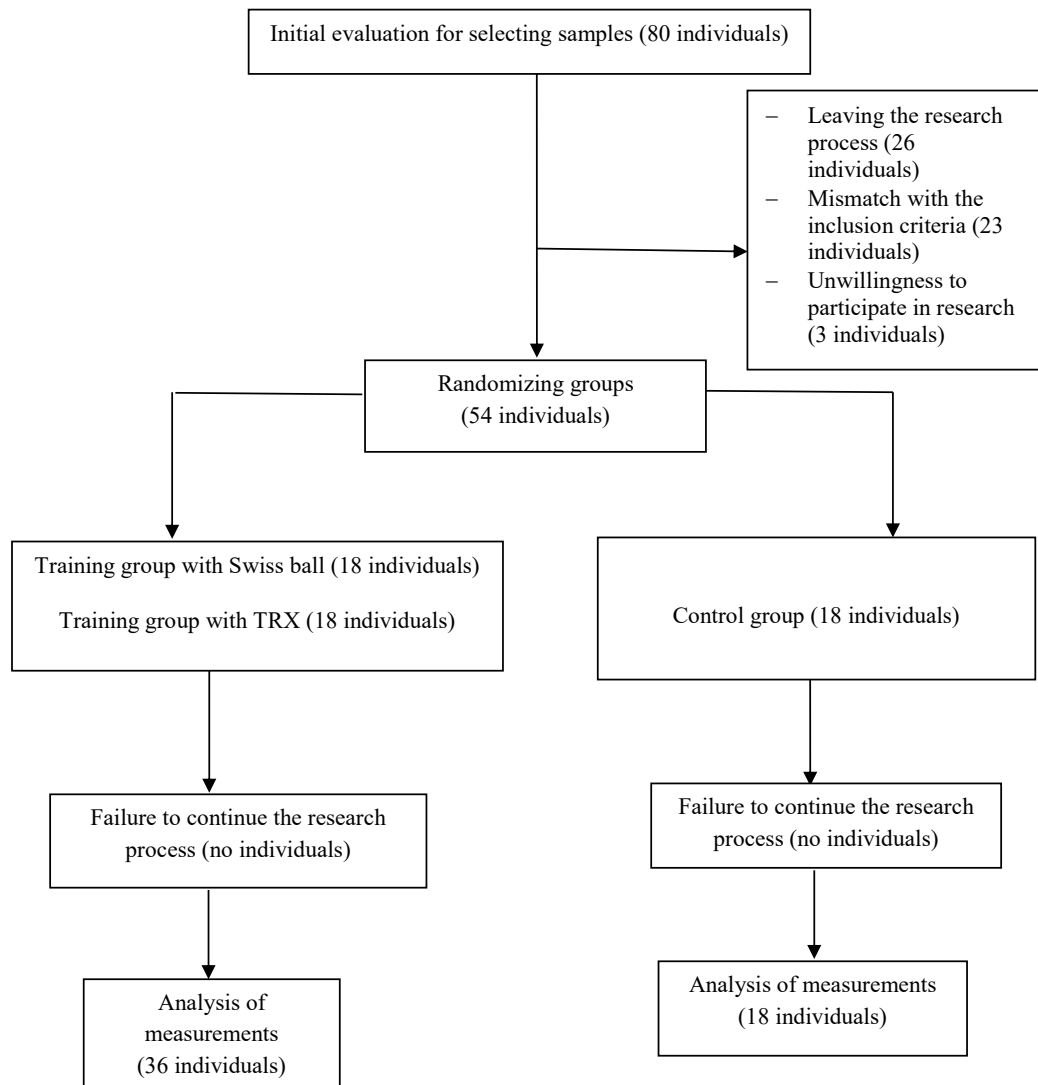 Initial evaluation for selecting samples (80 individuals)
– Leaving the research
process (26
individuals)
– Mismatch with the
inclusion criteria (23
individuals)
– Unwillingness to
participate in research
(3 individuals)
Randomizing groups
(54 individuals)
Training group with Swiss ball (18 individuals)
Training group with TRX (18 individuals)
Control group (18 individuals)
Failure to continue the research
process (no individuals)
Failure to continue the research
process (no individuals)
Analysis of
measurements
(36 individuals)
Analysis of measurements
(18 individuals)